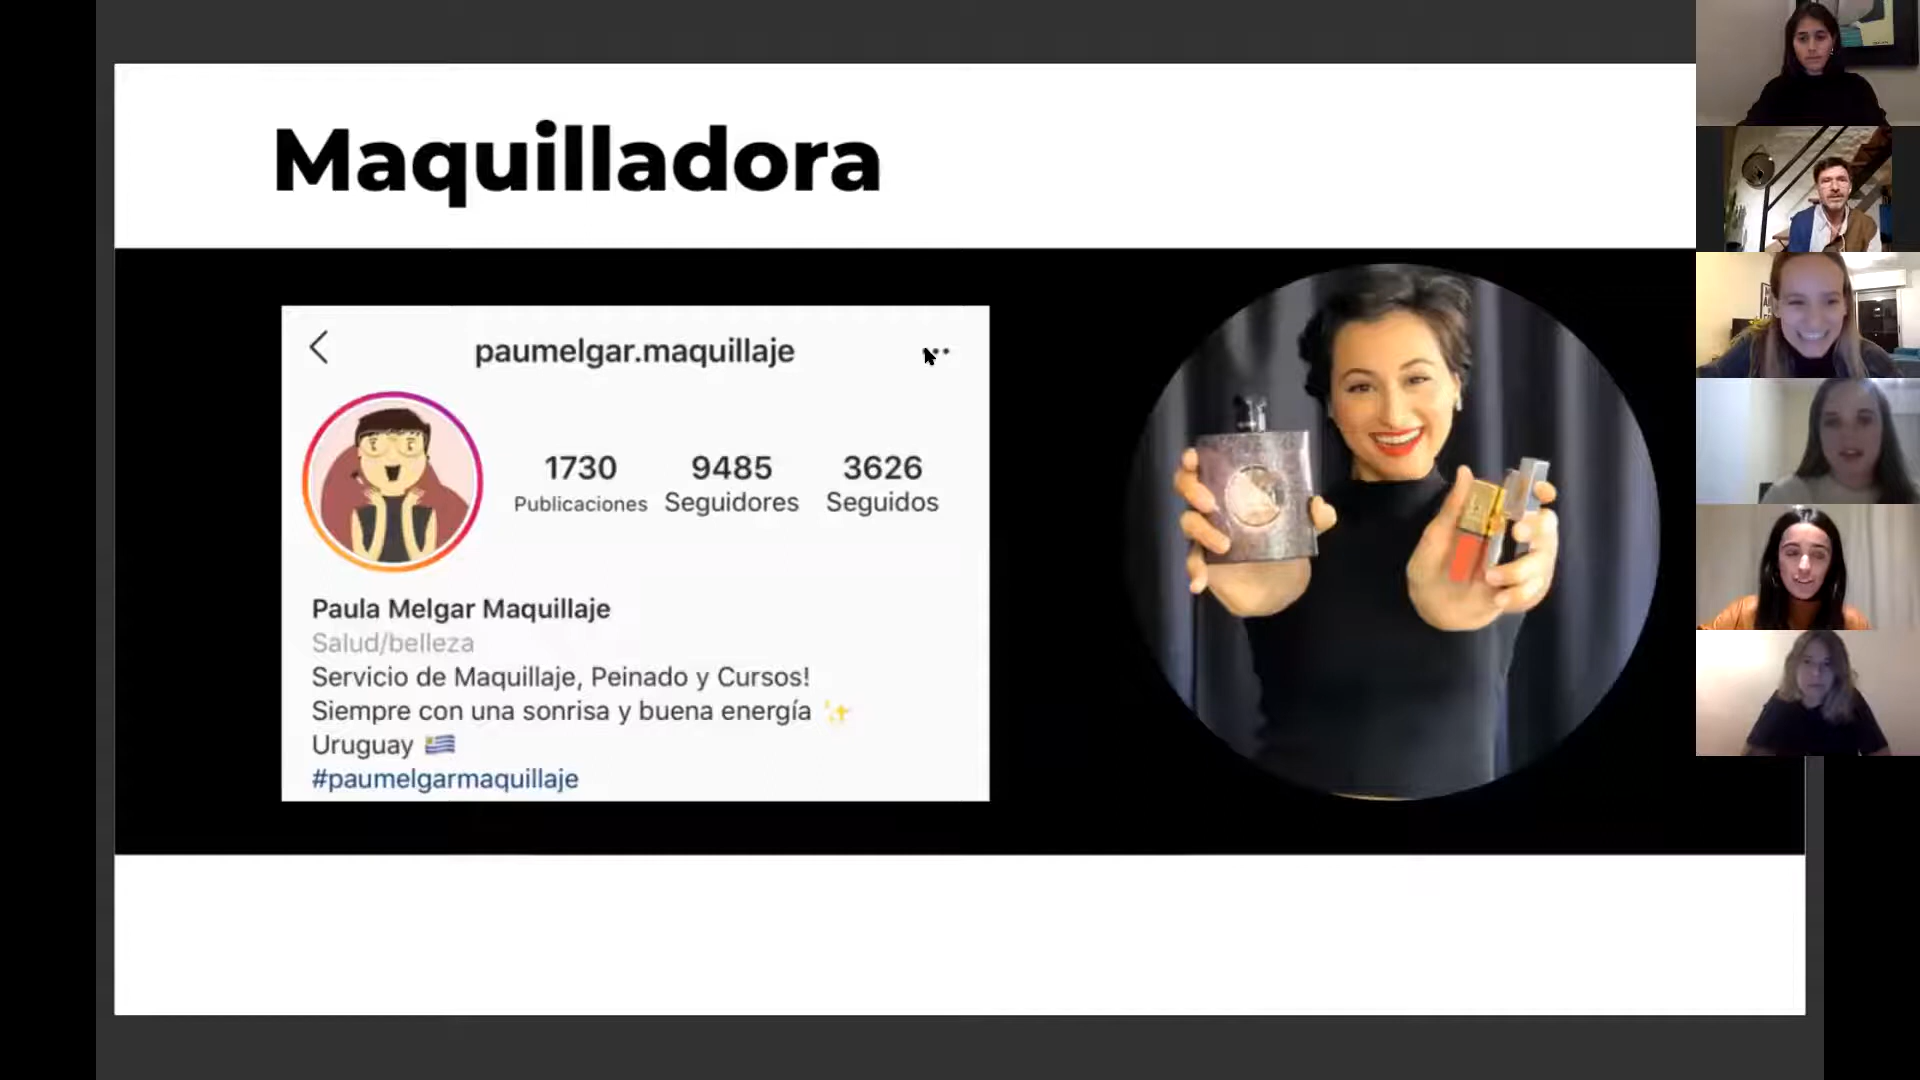 Maquilladora
paumelgar.maquillaje
1730 9485 3626
Publicaciones Seguidores Seguidos
Paula Melgar Maquillaje
Salud/belleza
Servicio de Maquillaje, Peinado y Cursos!
Siempre con una sonrisa y buena energía ✨
Uruguay 🇺🇾
#paumelgarmaquillaje